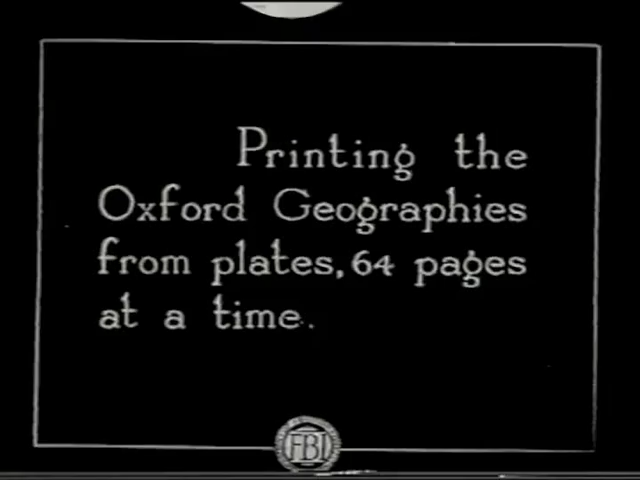 Printing the
Oxford Geographies
from plates, 64 pages
at a time..
FBI